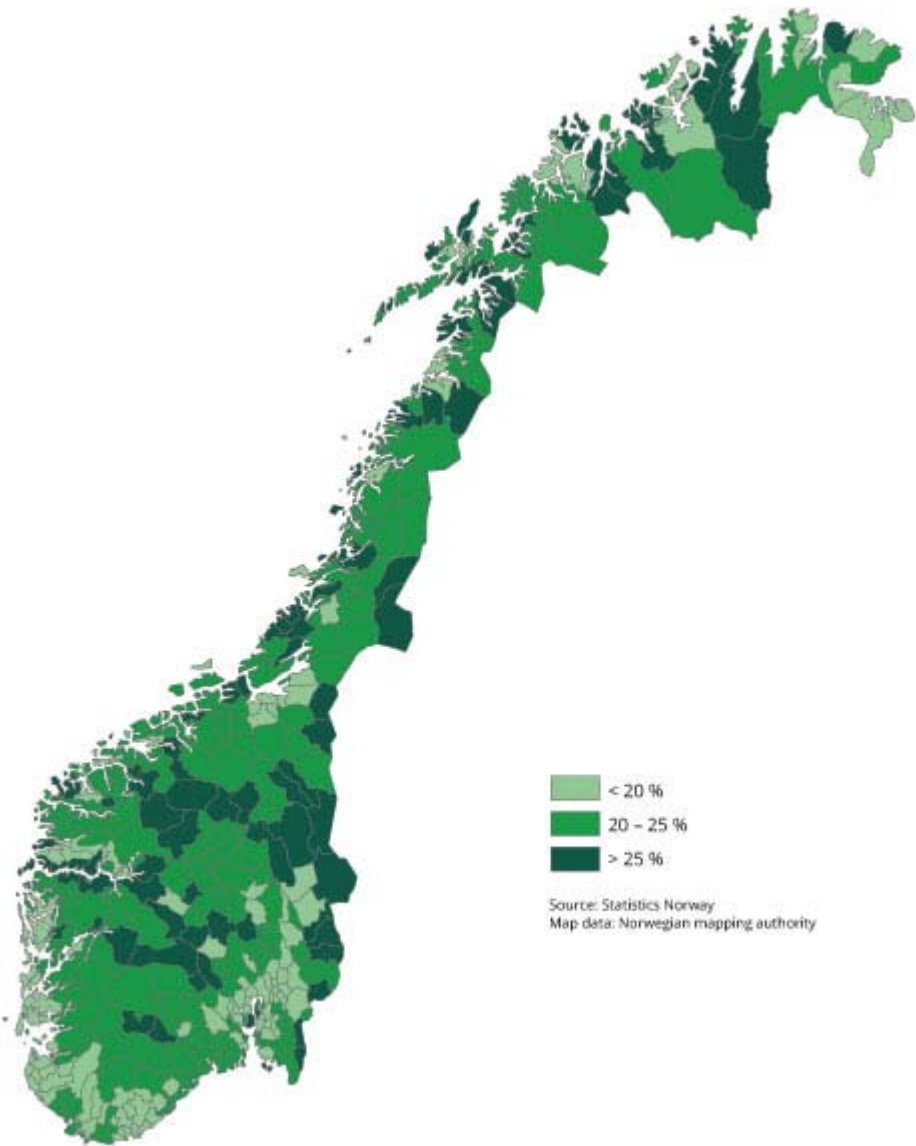 < 20 %
20 – 25 %
> 25 %
Source: Statistics Norway
Map data: Norwegian mapping authority